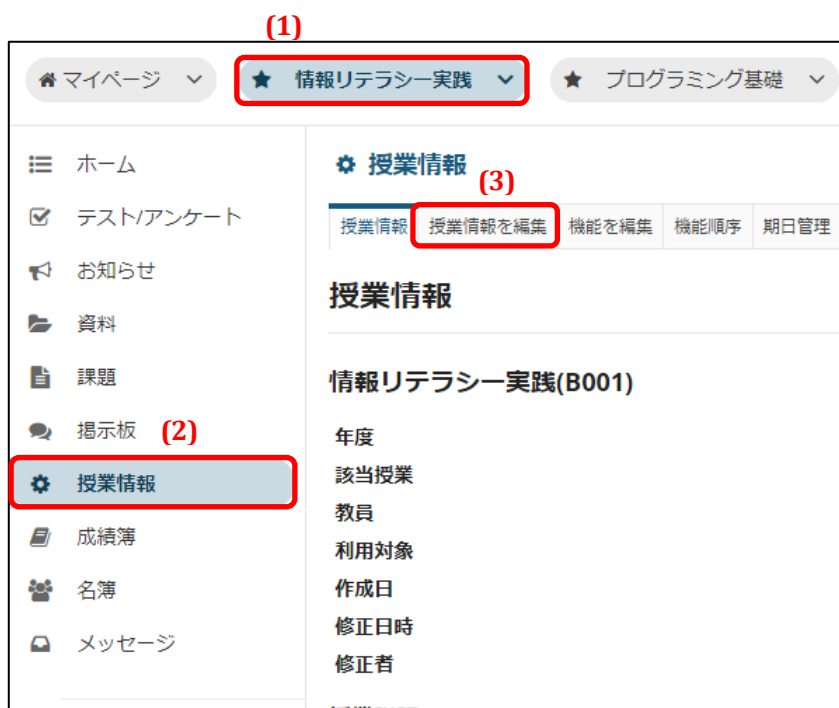 (1)
マイページ
情報リテラシー実践
プログラミング基礎
ホーム
テスト/アンケート
お知らせ
資料
課題
掲示板
(2)
授業情報
成績簿
名簿
メッセージ
授業情報
(3)
授業情報 授業情報を編集 機能を編集 機能順序 期日管理
授業情報
情報リテラシー実践(B001)
年度
該当授業
教員
利用対象
作成日
修正日時
修正者